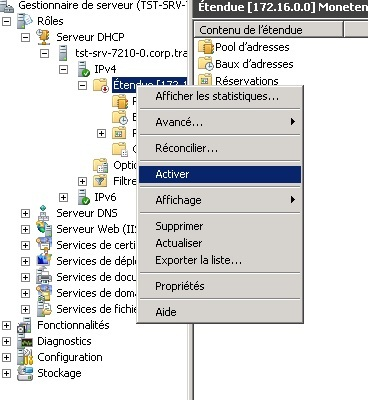 Gestionnaire de serveur (TST-SRV-
Rôles
Serveur DHCP
tst-srv-7210-0.corp.tra
IPv4
Étendue [172.1
Optio
Filtre
IPv6
Serveur DNS
Serveur Web (IIS
Services de certi
Services de déplo
Services de docu
Services de doma
Services de fichie
Fonctionnalités
Diagnostics
Configuration
Stockage
Afficher les statistiques...
Avancé...
Réconcilier...
Activer
Affichage
Supprimer
Actualiser
Exporter la liste...
Propriétés
Aide
Étendue [172.16.0.0] Moneten
Contenu de l'étendue
Pool d'adresses
Baux d'adresses
Réservations